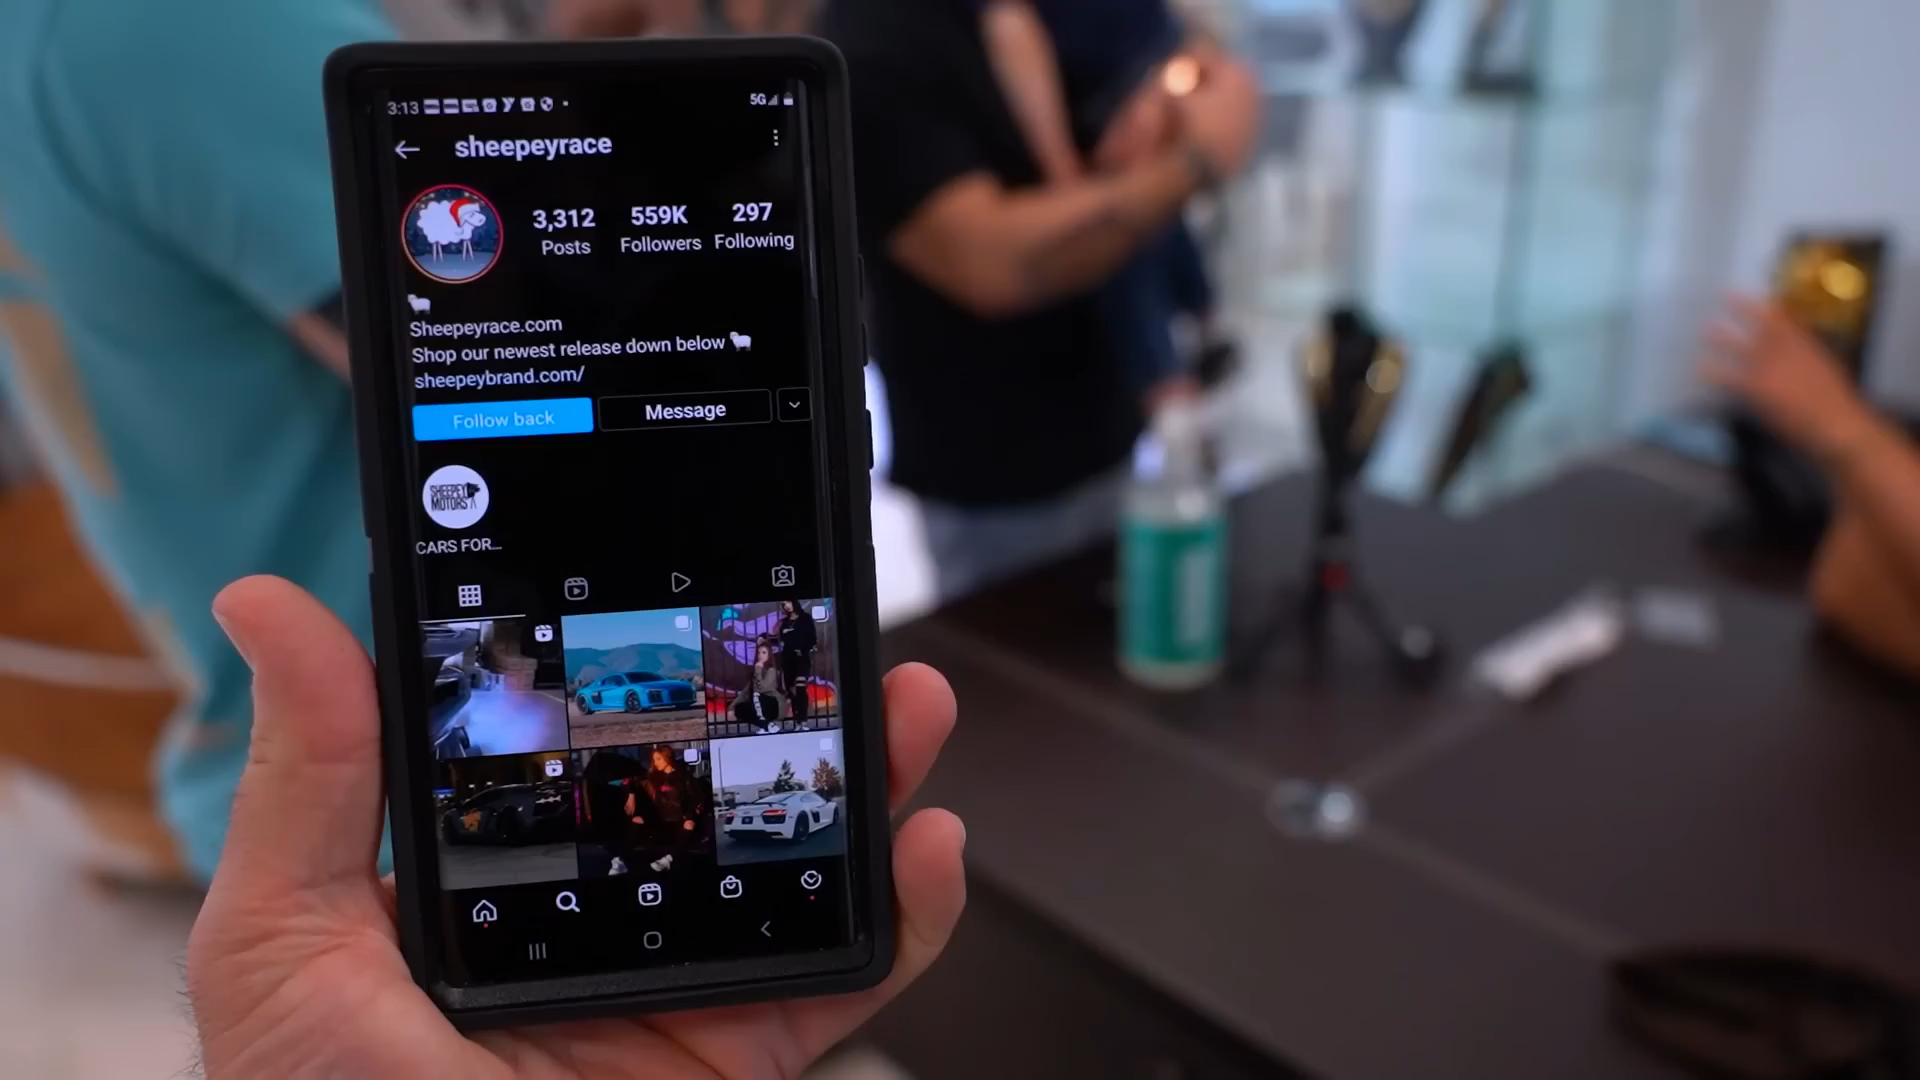 3:13
5G
sheepeyrace
3,312 559K 297
Posts Followers Following
Sheepeyrace.com
Shop our newest release down below
sheepeybrand.com/
Follow back Message
SHEEPEY
MOTORS
CARS FOR...